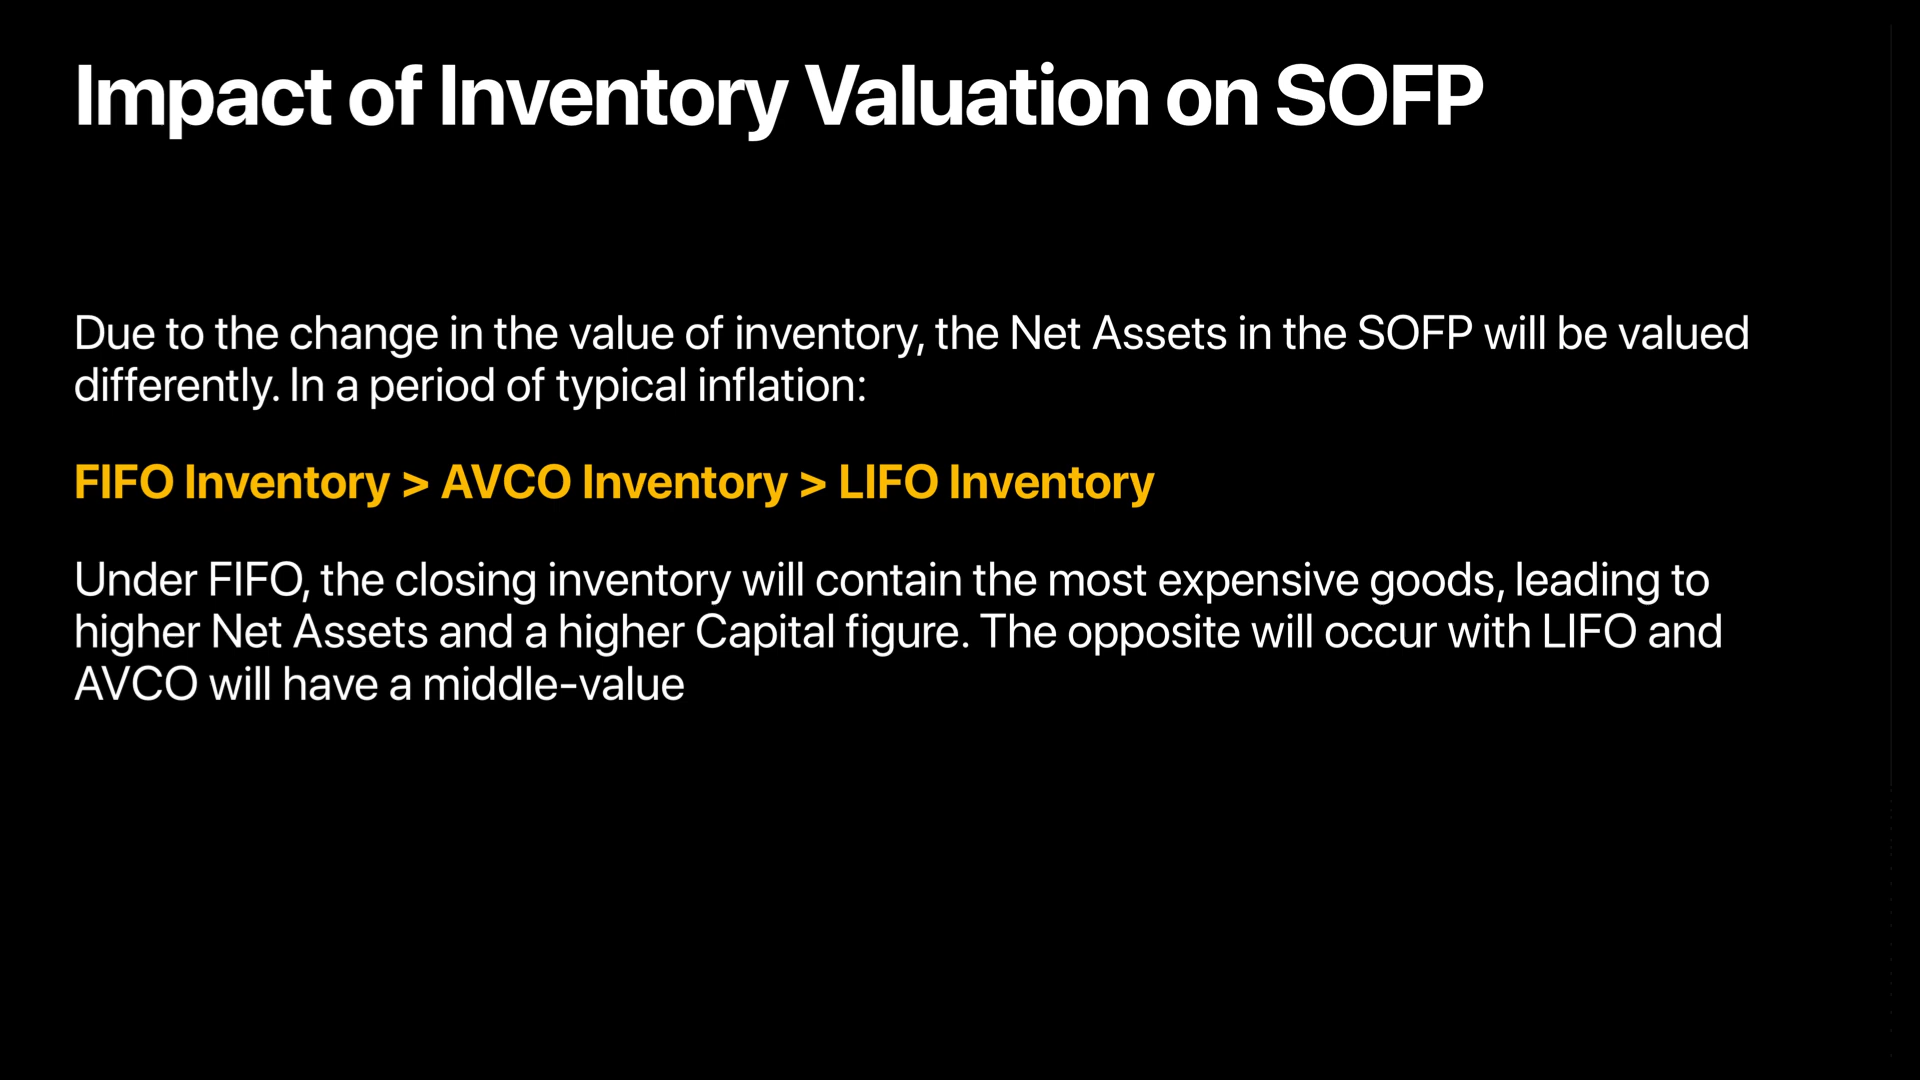 Impact of Inventory Valuation on SOFP
Due to the change in the value of inventory, the Net Assets in the SOFP will be valued
differently. In a period of typical inflation:
FIFO Inventory > AVCO Inventory > LIFO Inventory
Under FIFO, the closing inventory will contain the most expensive goods, leading to
higher Net Assets and a higher Capital figure. The opposite will occur with LIFO and
AVCO will have a middle-value